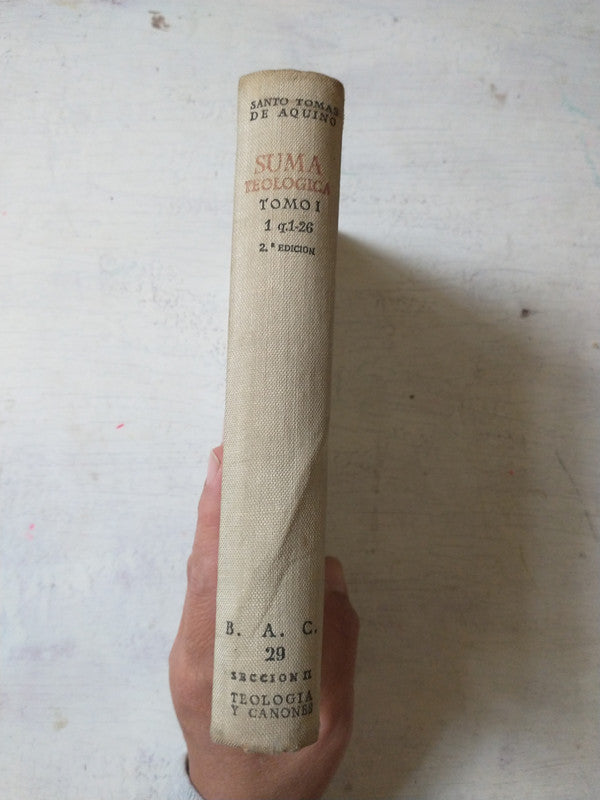 SANTO TOMAS
DE AQUINO
SUMA
TEOLOGICA
TOMO I
1 q.1-26
2.ª EDICION
B. A. C.
29
SECCION II
TEOLOGIA
Y CANONES